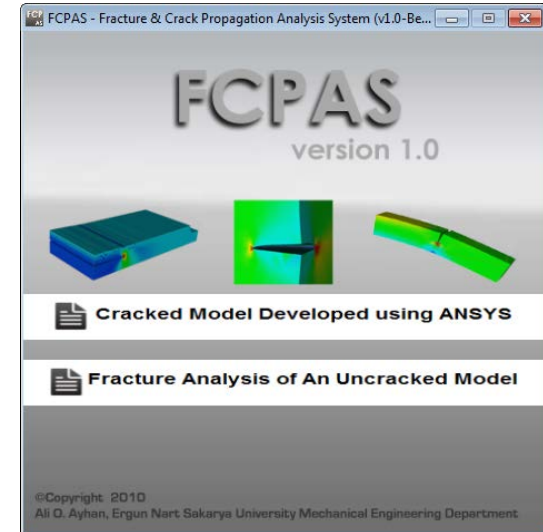 FCPAS - Fracture & Crack Propagation Analysis System (v1.0-Be...
FCPAS
version 1.0
Cracked Model Developed using ANSYS
Fracture Analysis of An Uncracked Model
©Copyright 2010
Ali O. Ayhan, Ergun Nart Sakarya University Mechanical Engineering Department